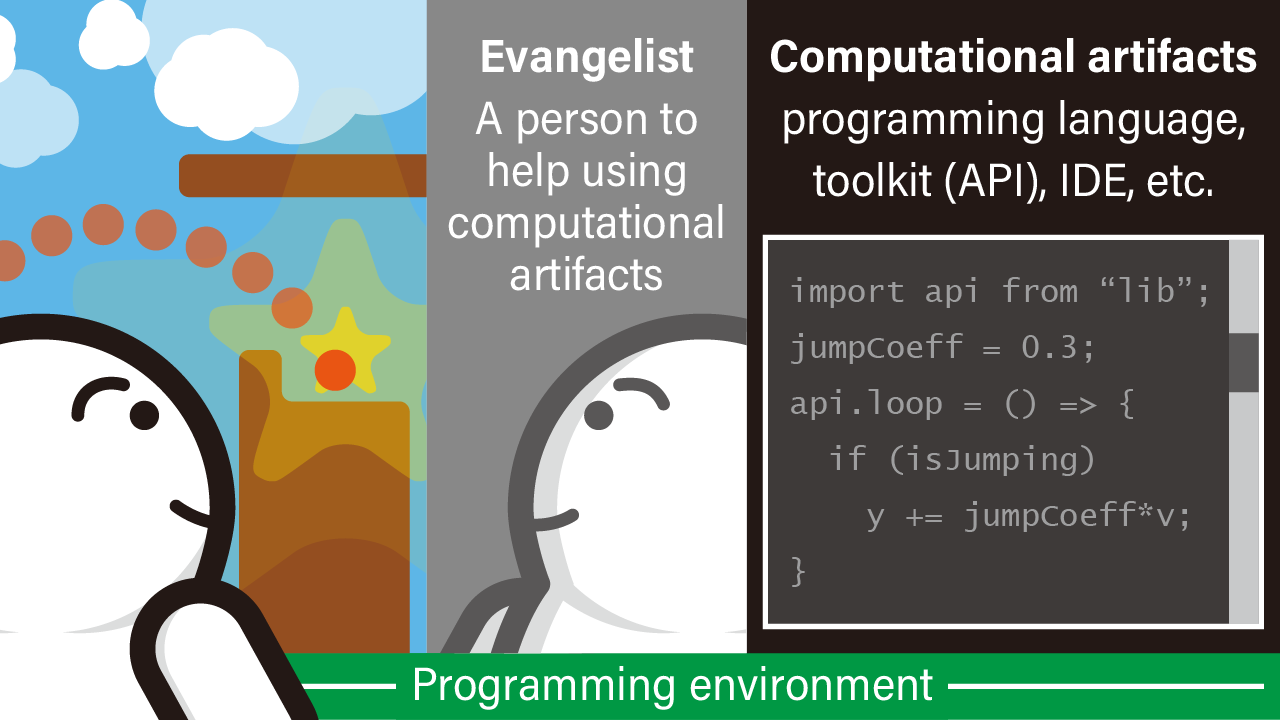 Evangelist
A person to
help using
computational
artifacts
Computational artifacts
programming language,
toolkit (API), IDE, etc.
import api from “lib”;
jumpCoeff = 0.3;
api.loop = () => {
  if (isJumping)
    y += jumpCoeff*v;
}
Programming environment